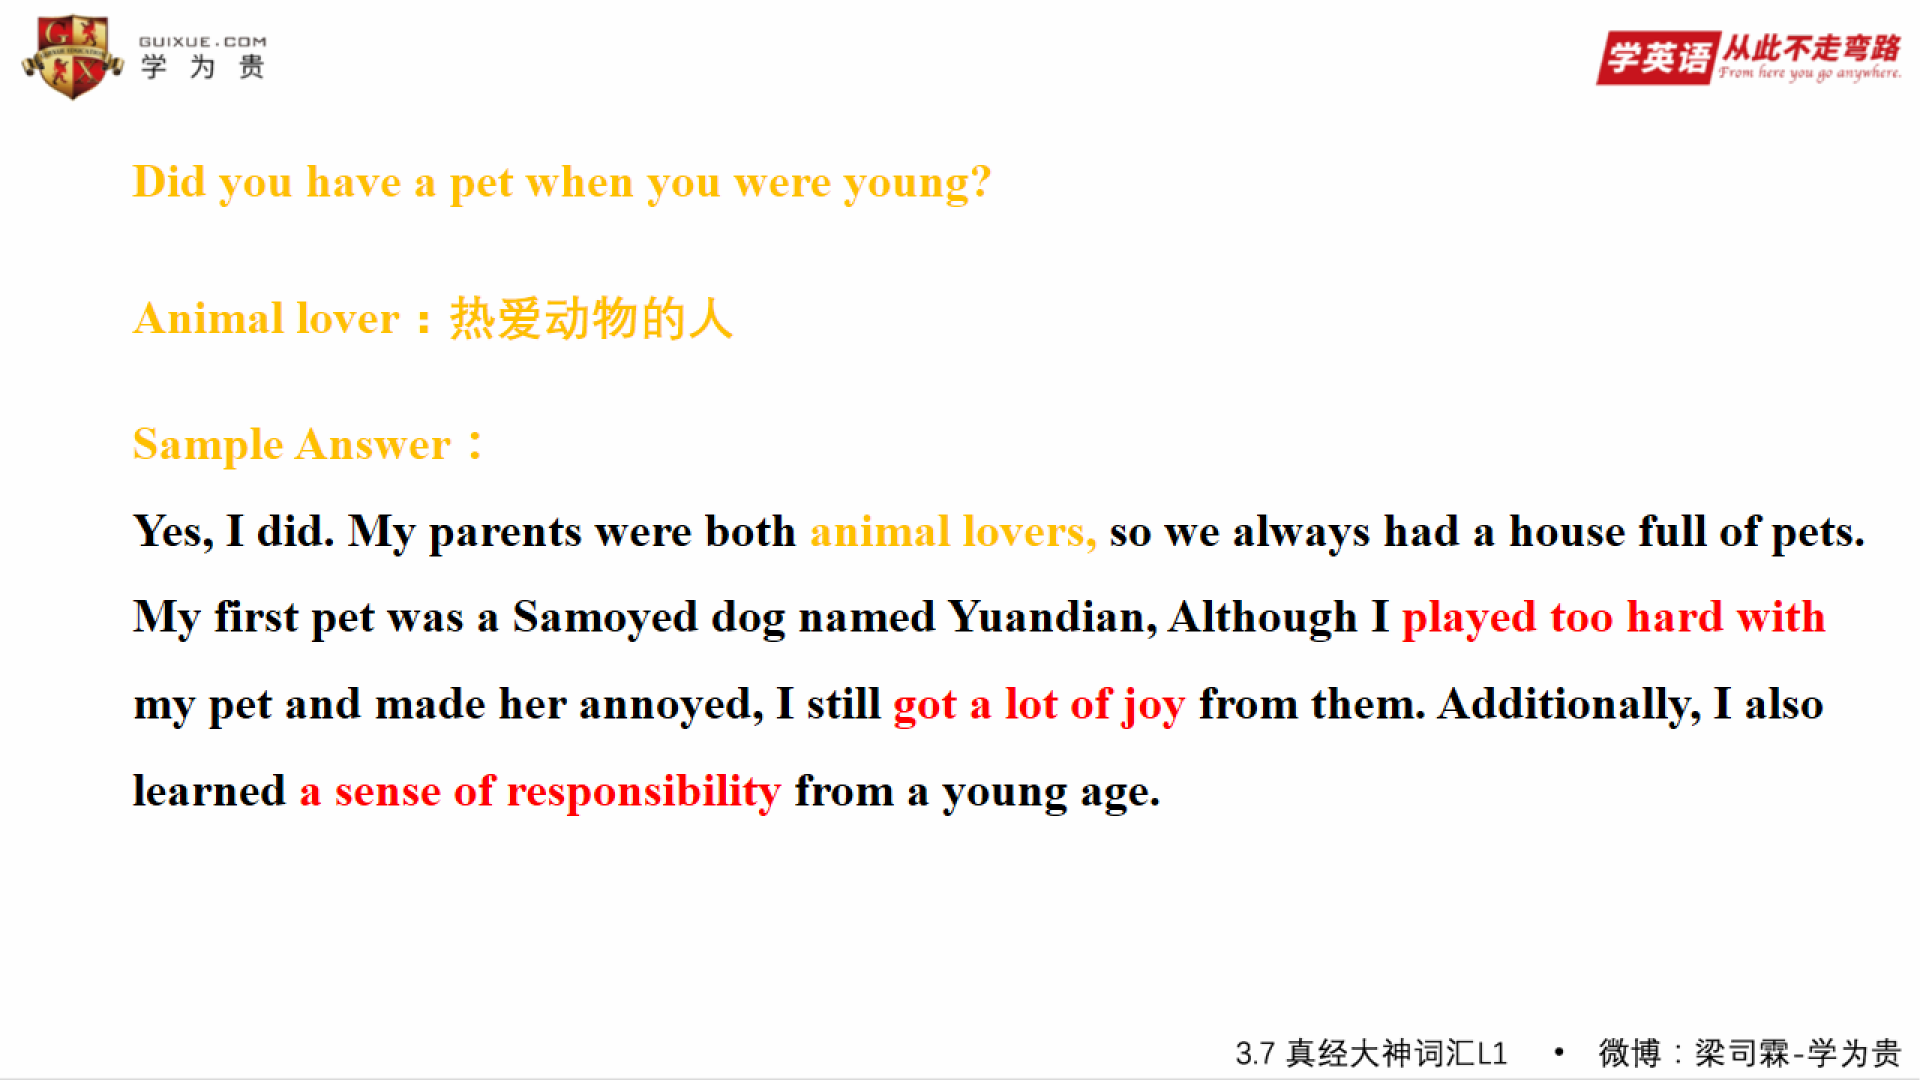 GUIXUE.COM
学为贵
学英语 从此不走弯路
From here you go anywhere.
Did you have a pet when you were young?
Animal lover：热爱动物的人
Sample Answer：
Yes, I did. My parents were both animal lovers, so we always had a house full of pets.
My first pet was a Samoyed dog named Yuandian, Although I played too hard with
my pet and made her annoyed, I still got a lot of joy from them. Additionally, I also
learned a sense of responsibility from a young age.
3.7 真经大神词汇L1 • 微博：梁司霖-学为贵